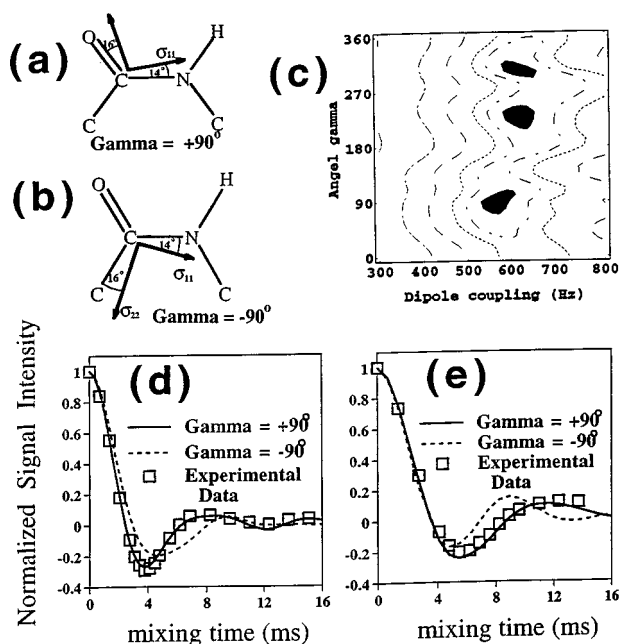 (a)
O
16°
σ11
H
C
14°
N
C
C
Gamma = +90°
(b)
O
H
C
14°
N
16°
σ11
C
σ22
C
Gamma = -90°
(c)
Angel gamma
360
270
180
90
0
300
400
500
600
700
800
Dipole coupling (Hz)
(d)
Normalized Signal Intensity
1
0.8
0.6
0.4
0.2
0
-0.2
-0.4
Gamma = +90°
Gamma = -90°
Experimental
Data
0
4
8
12
16
mixing time (ms)
(e)
1
0.8
0.6
0.4
0.2
0
-0.2
-0.4
Gamma = +90°
Gamma = -90°
Experimental
Data
0
4
8
12
16
mixing time (ms)